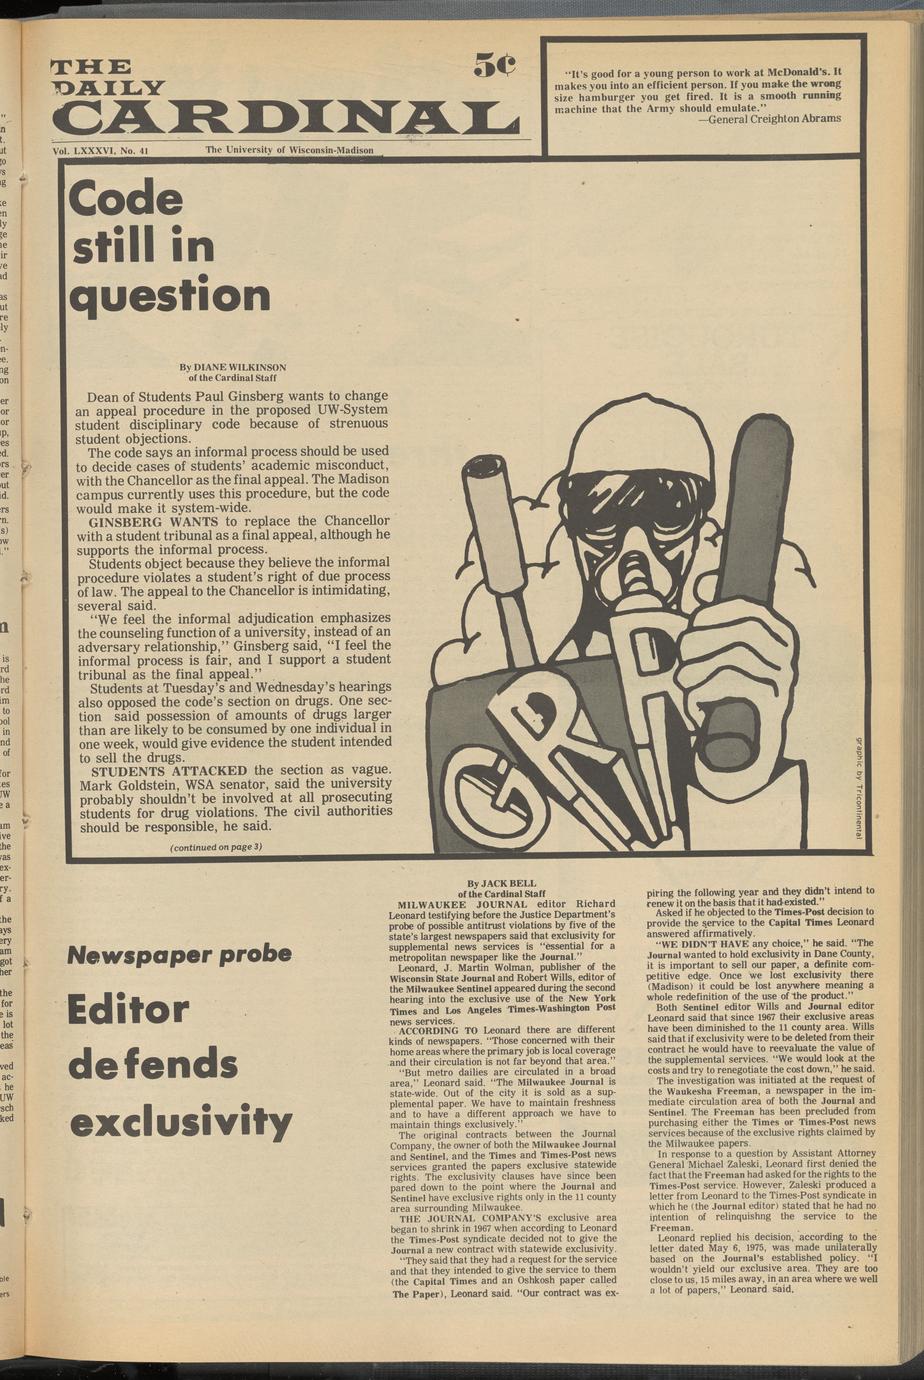 THE
DAILY
CARDINAL
5¢
Vol. LXXXVI, No. 41
The University of Wisconsin-Madison
"It's good for a young person to work at McDonald's. It
makes you into an efficient person. If you make the wrong
size hamburger you get fired. It is a smooth running
machine that the Army should emulate."
—General Creighton Abrams
Code
still in
question
By DIANE WILKINSON
of the Cardinal Staff
Dean of Students Paul Ginsberg wants to change
an appeal procedure in the proposed UW-System
student disciplinary code because of strenuous
student objections.
The code says an informal process should be used
to decide cases of students' academic misconduct,
with the Chancellor as the final appeal. The Madison
campus currently uses this procedure, but the code
would make it system-wide.
GINSBERG WANTS to replace the Chancellor
with a student tribunal as a final appeal, although he
supports the informal process.
Students object because they believe the informal
procedure violates a student's right of due process
of law. The appeal to the Chancellor is intimidating,
several said.
"We feel the informal adjudication emphasizes
the counseling function of a university, instead of an
adversary relationship," Ginsberg said, "I feel the
informal process is fair, and I support a student
tribunal as the final appeal."
Students at Tuesday's and Wednesday's hearings
also opposed the code's section on drugs. One sec-
tion said possession of amounts of drugs larger
than are likely to be consumed by one individual in
one week, would give evidence the student intended
to sell the drugs.
STUDENTS ATTACKED the section as vague.
Mark Goldstein, WSA senator, said the university
probably shouldn't be involved at all prosecuting
students for drug violations. The civil authorities
should be responsible, he said.
(continued on page 3)
GRR
graphic by Tricontinental
Newspaper probe
Editor
defends
exclusivity
By JACK BELL
of the Cardinal Staff
MILWAUKEE JOURNAL editor Richard
Leonard testifying before the Justice Department's
probe of possible antitrust violations by five of the
state's largest newspapers said that exclusivity for
supplemental news services is "essential for a
metropolitan newspaper like the Journal."
Leonard, J. Martin Wolman, publisher of the
Wisconsin State Journal and Robert Wills, editor of
the Milwaukee Sentinel appeared during the second
hearing into the exclusive use of the New York
Times and Los Angeles Times-Washington Post
news services.
ACCORDING TO Leonard there are different
kinds of newspapers. "Those concerned with their
home areas where the primary job is local coverage
and their circulation is not far beyond that area."
"But metro dailies are circulated in a broad
area," Leonard said. "The Milwaukee Journal is
state-wide. Out of the city it is sold as a sup-
plemental paper. We have to maintain freshness
and to have a different approach we have to
maintain things exclusively."
The original contracts between the Journal
Company, the owner of both the Milwaukee Journal
and Sentinel, and the Times and Times-Post news
services granted the papers exclusive statewide
rights. The exclusivity clauses have since been
pared down to the point where the Journal and
Sentinel have exclusive rights only in the 11 county
area surrounding Milwaukee.
THE JOURNAL COMPANY'S exclusive area
began to shrink in 1967 when according to Leonard
the Times-Post syndicate decided not to give the
Journal a new contract with statewide exclusivity.
"They said that they had a request for the service
and that they intended to give the service to them
(the Capital Times and an Oshkosh paper called
The Paper), Leonard said. "Our contract was ex-
piring the following year and they didn't intend to
renew it on the basis that it had existed."
Asked if he objected to the Times-Post decision to
provide the service to the Capital Times Leonard
answered affirmatively.
"WE DIDN'T HAVE any choice," he said. "The
Journal wanted to hold exclusivity in Dane County,
it is important to sell our paper, a definite com-
petitive edge. Once we lost exclusivity there
(Madison) it could be lost anywhere meaning a
whole redefinition of the use of the product."
Both Sentinel editor Wills and Journal editor
Leonard said that since 1967 their exclusive areas
have been diminished to the 11 county area. Wills
said that if exclusivity were to be deleted from their
contract he would have to reevaluate the value of
the supplemental services. "We would look at the
costs and try to renegotiate the cost down," he said.
The investigation was initiated at the request of
the Waukesha Freeman, a newspaper in the im-
mediate circulation area of both the Journal and
Sentinel. The Freeman has been precluded from
purchasing either the Times or Times-Post news
services because of the exclusive rights claimed by
the Milwaukee papers.
In response to a question by Assistant Attorney
General Michael Zaleski, Leonard first denied the
fact that the Freeman had asked for the rights to the
Times-Post service. However, Zaleski produced a
letter from Leonard to the Times-Post syndicate in
which he (the Journal editor) stated that he had no
intention of relinquishng the service to the
Freeman.
Leonard replied his decision, according to the
letter dated May 6, 1975, was made unilaterally
based on the Journal's established policy. "I
wouldn't yield our exclusive area. They are too
close to us, 15 miles away, in an area where we well
a lot of papers," Leonard said.